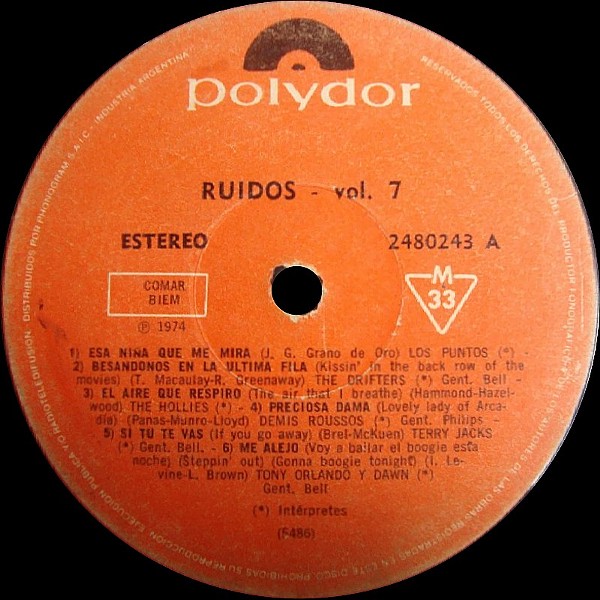 polydor
RUIDOS - vol. 7
ESTEREO
2480243 A
COMAR
BIEM
M
33
℗ 1974
1) ESA NIÑA QUE ME MIRA (J. G. Grano de Oro) LOS PUNTOS (*) -
2) BESANDONOS EN LA ULTIMA FILA (Kissin' in the back row of the
movies) (T. Macaulay-R. Greenaway) THE DRIFTERS (*) Gent. Bell -
- 3) EL AIRE QUE RESPIRO (The air that I breathe) (Hammond-Hazel-
wood) THE HOLLIES (*) - 4) PRECIOSA DAMA (Lovely lady of Arca-
dia) (Panas-Munro-Lloyd) DEMIS ROUSSOS (*) Gent. Philips -
5) SI TU TE VAS (If you go away) (Brel-McKuen) TERRY JACKS
(*) Gent. Bell. - 6) ME ALEJO (Voy a bailar el boogie esta
noche) (Steppin' out) (Gonna boogie tonight) (I. Le-
vine-L. Brown) TONY ORLANDO Y DAWN (*)
Gent. Bell
(*) Intérpretes
(F486)
DISTRIBUIDOS POR PHONOGRAM S.A.I.C. - INDUSTRIA ARGENTINA
RESERVADOS TODOS LOS DERECHOS DEL PRODUCTOR FONOGRAFICO Y DE LOS AUTORES DE LAS OBRAS REGISTRADAS EN ESTE DISCO. PROHIBIDAS SU REPRODUCCION, EJECUCION PUBLICA Y/O RADIOTELEDIFUSION.